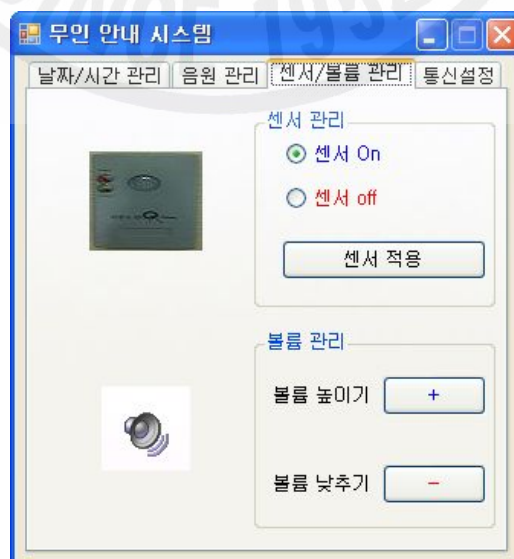 무인 안내 시스템
날짜/시간 관리 음원 관리 센서/볼륨 관리 통신설정
센서 관리
센서 On
센서 off
센서 적용
볼륨 관리
볼륨 높이기 +
볼륨 낮추기 -